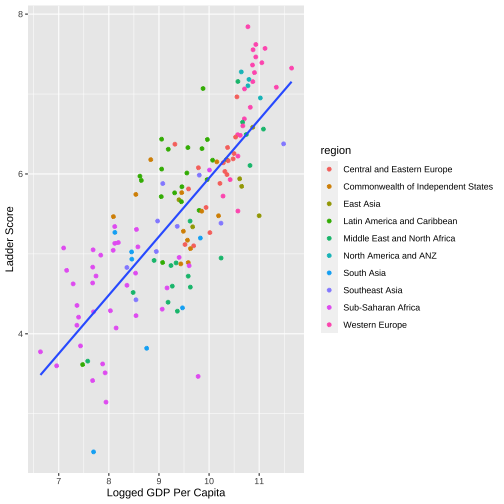 8
6
4
Ladder Score
7
8
9
10
11
Logged GDP Per Capita
region
Central and Eastern Europe
Commonwealth of Independent States
East Asia
Latin America and Caribbean
Middle East and North Africa
North America and ANZ
South Asia
Southeast Asia
Sub-Saharan Africa
Western Europe